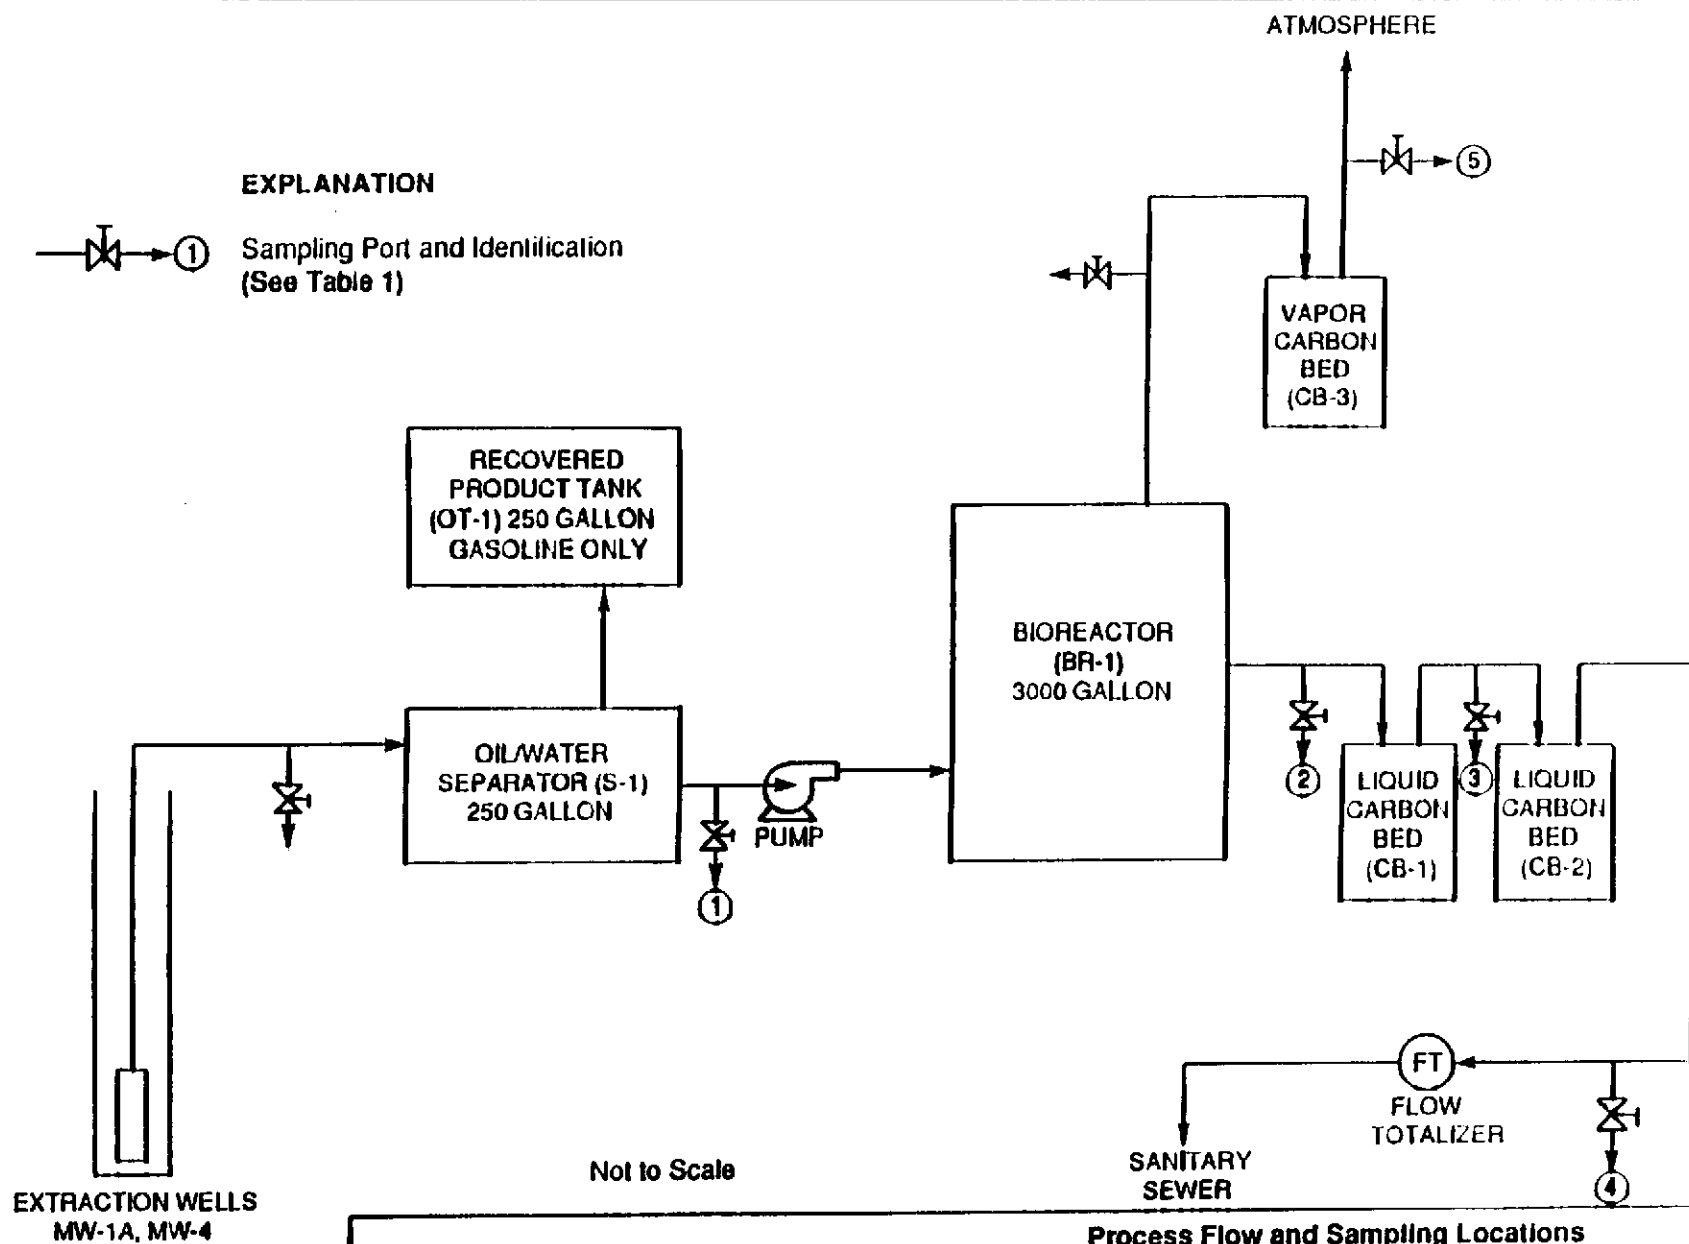 ATMOSPHERE
5
EXPLANATION
1 Sampling Port and Identification
(See Table 1)
VAPOR
CARBON
BED
(CB-3)
RECOVERED
PRODUCT TANK
(OT-1) 250 GALLON
GASOLINE ONLY
BIOREACTOR
(BR-1)
3000 GALLON
OIL/WATER
SEPARATOR (S-1)
250 GALLON
PUMP
1
2
LIQUID
CARBON
BED
(CB-1)
3
LIQUID
CARBON
BED
(CB-2)
FT
FLOW
TOTALIZER
4
SANITARY
SEWER
Not to Scale
EXTRACTION WELLS
MW-1A, MW-4
Process Flow and Sampling Locations